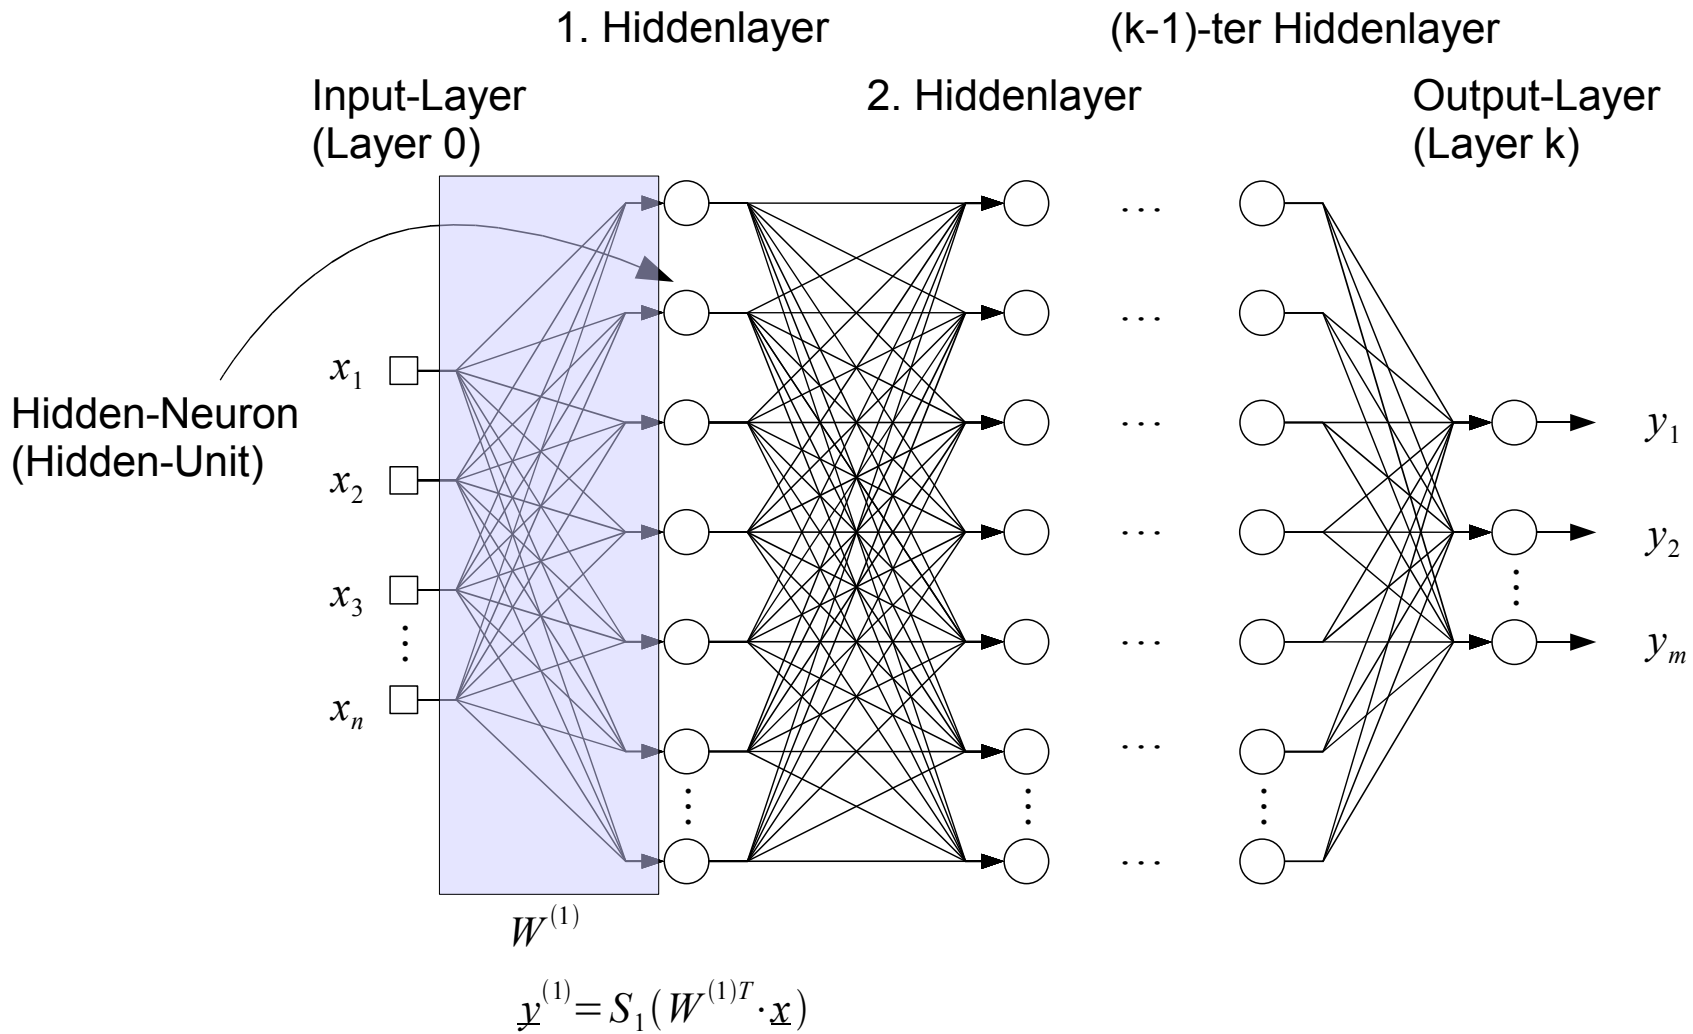 1. Hiddenlayer
(k-1)-ter Hiddenlayer
Input-Layer
(Layer 0)
2. Hiddenlayer
Output-Layer
(Layer k)
. . .
. . .
x₁
Hidden-Neuron
(Hidden-Unit)
. . .
y₁
x₂
. . .
y₂
x₃
. . .
yₘ
xₙ
. . .
. . .
W⁽¹⁾
y⁽¹⁾ = S₁(W⁽¹⁾ᵀ · x)